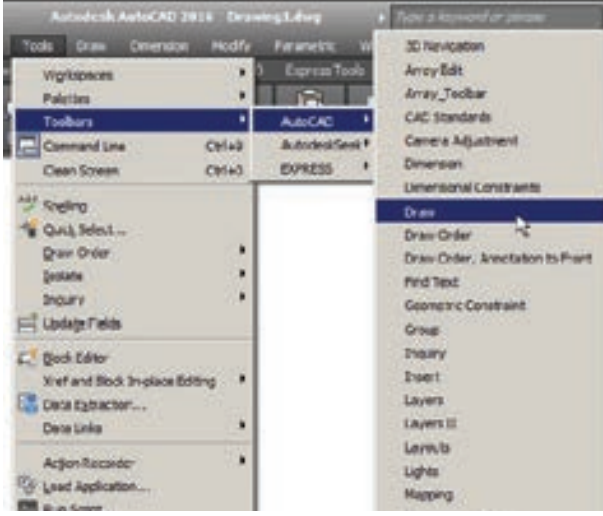 Autodesk AutoCAD 2016 Drawing1.dwg
Type a keyword or phrase
Tools Draw Dimension Modify Parametric W
Express Tools
Workspaces
Palettes
Toolbars
Command Line Ctrl+9
Clean Screen Ctrl+0
Spelling
Quick Select...
Draw Order
Isolate
Inquiry
Update Fields
Block Editor
Xref and Block In-place Editing
Data Extraction...
Data Links
Action Recorder
Load Application...
Run Script...
AutoCAD
AutodeskSeek
EXPRESS
3D Navigation
Array Edit
Array_Toolbar
CAD Standards
Camera Adjustment
Dimension
Dimensional Constraints
Draw
Draw Order
Draw Order, Annotation to Front
Find Text
Geometric Constraint
Group
Inquiry
Insert
Layers
Layers II
Layouts
Lights
Mapping